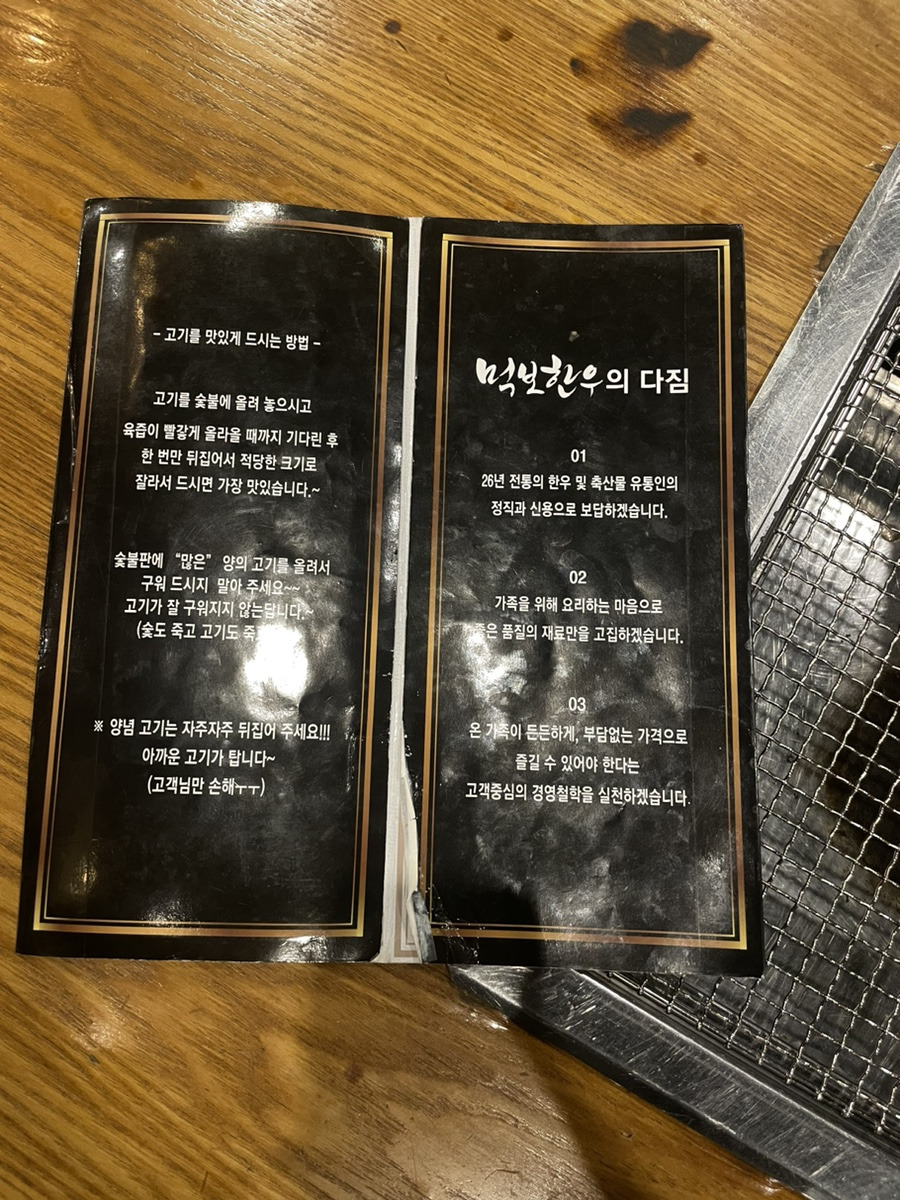 - 고기를 맛있게 드시는 방법 -
고기를 숯불에 올려 놓으시고
육즙이 빨갛게 올라올 때까지 기다린 후
한 번만 뒤집어서 적당한 크기로
잘라서 드시면 가장 맛있습니다.~
숯불판에 “많은” 양의 고기를 올려서
구워 드시지 말아 주세요~~
고기가 잘 구워지지 않는답니다.~
(숯도 죽고 고기도
※ 양념 고기는 자주자주 뒤집어 주세요!!!
아까운 고기가 탑니다~
(고객님만 손해ㅜㅜ)
먹보한우의 다짐
01
26년 전통의 한우 및 축산물 유통인의
정직과 신용으로 보답하겠습니다.
02
가족을 위해 요리하는 마음으로
좋은 품질의 재료만을 고집하겠습니다.
03
온 가족이 든든하게, 부담없는 가격으로
즐길 수 있어야 한다는
고객중심의 경영철학을 실천하겠습니다.